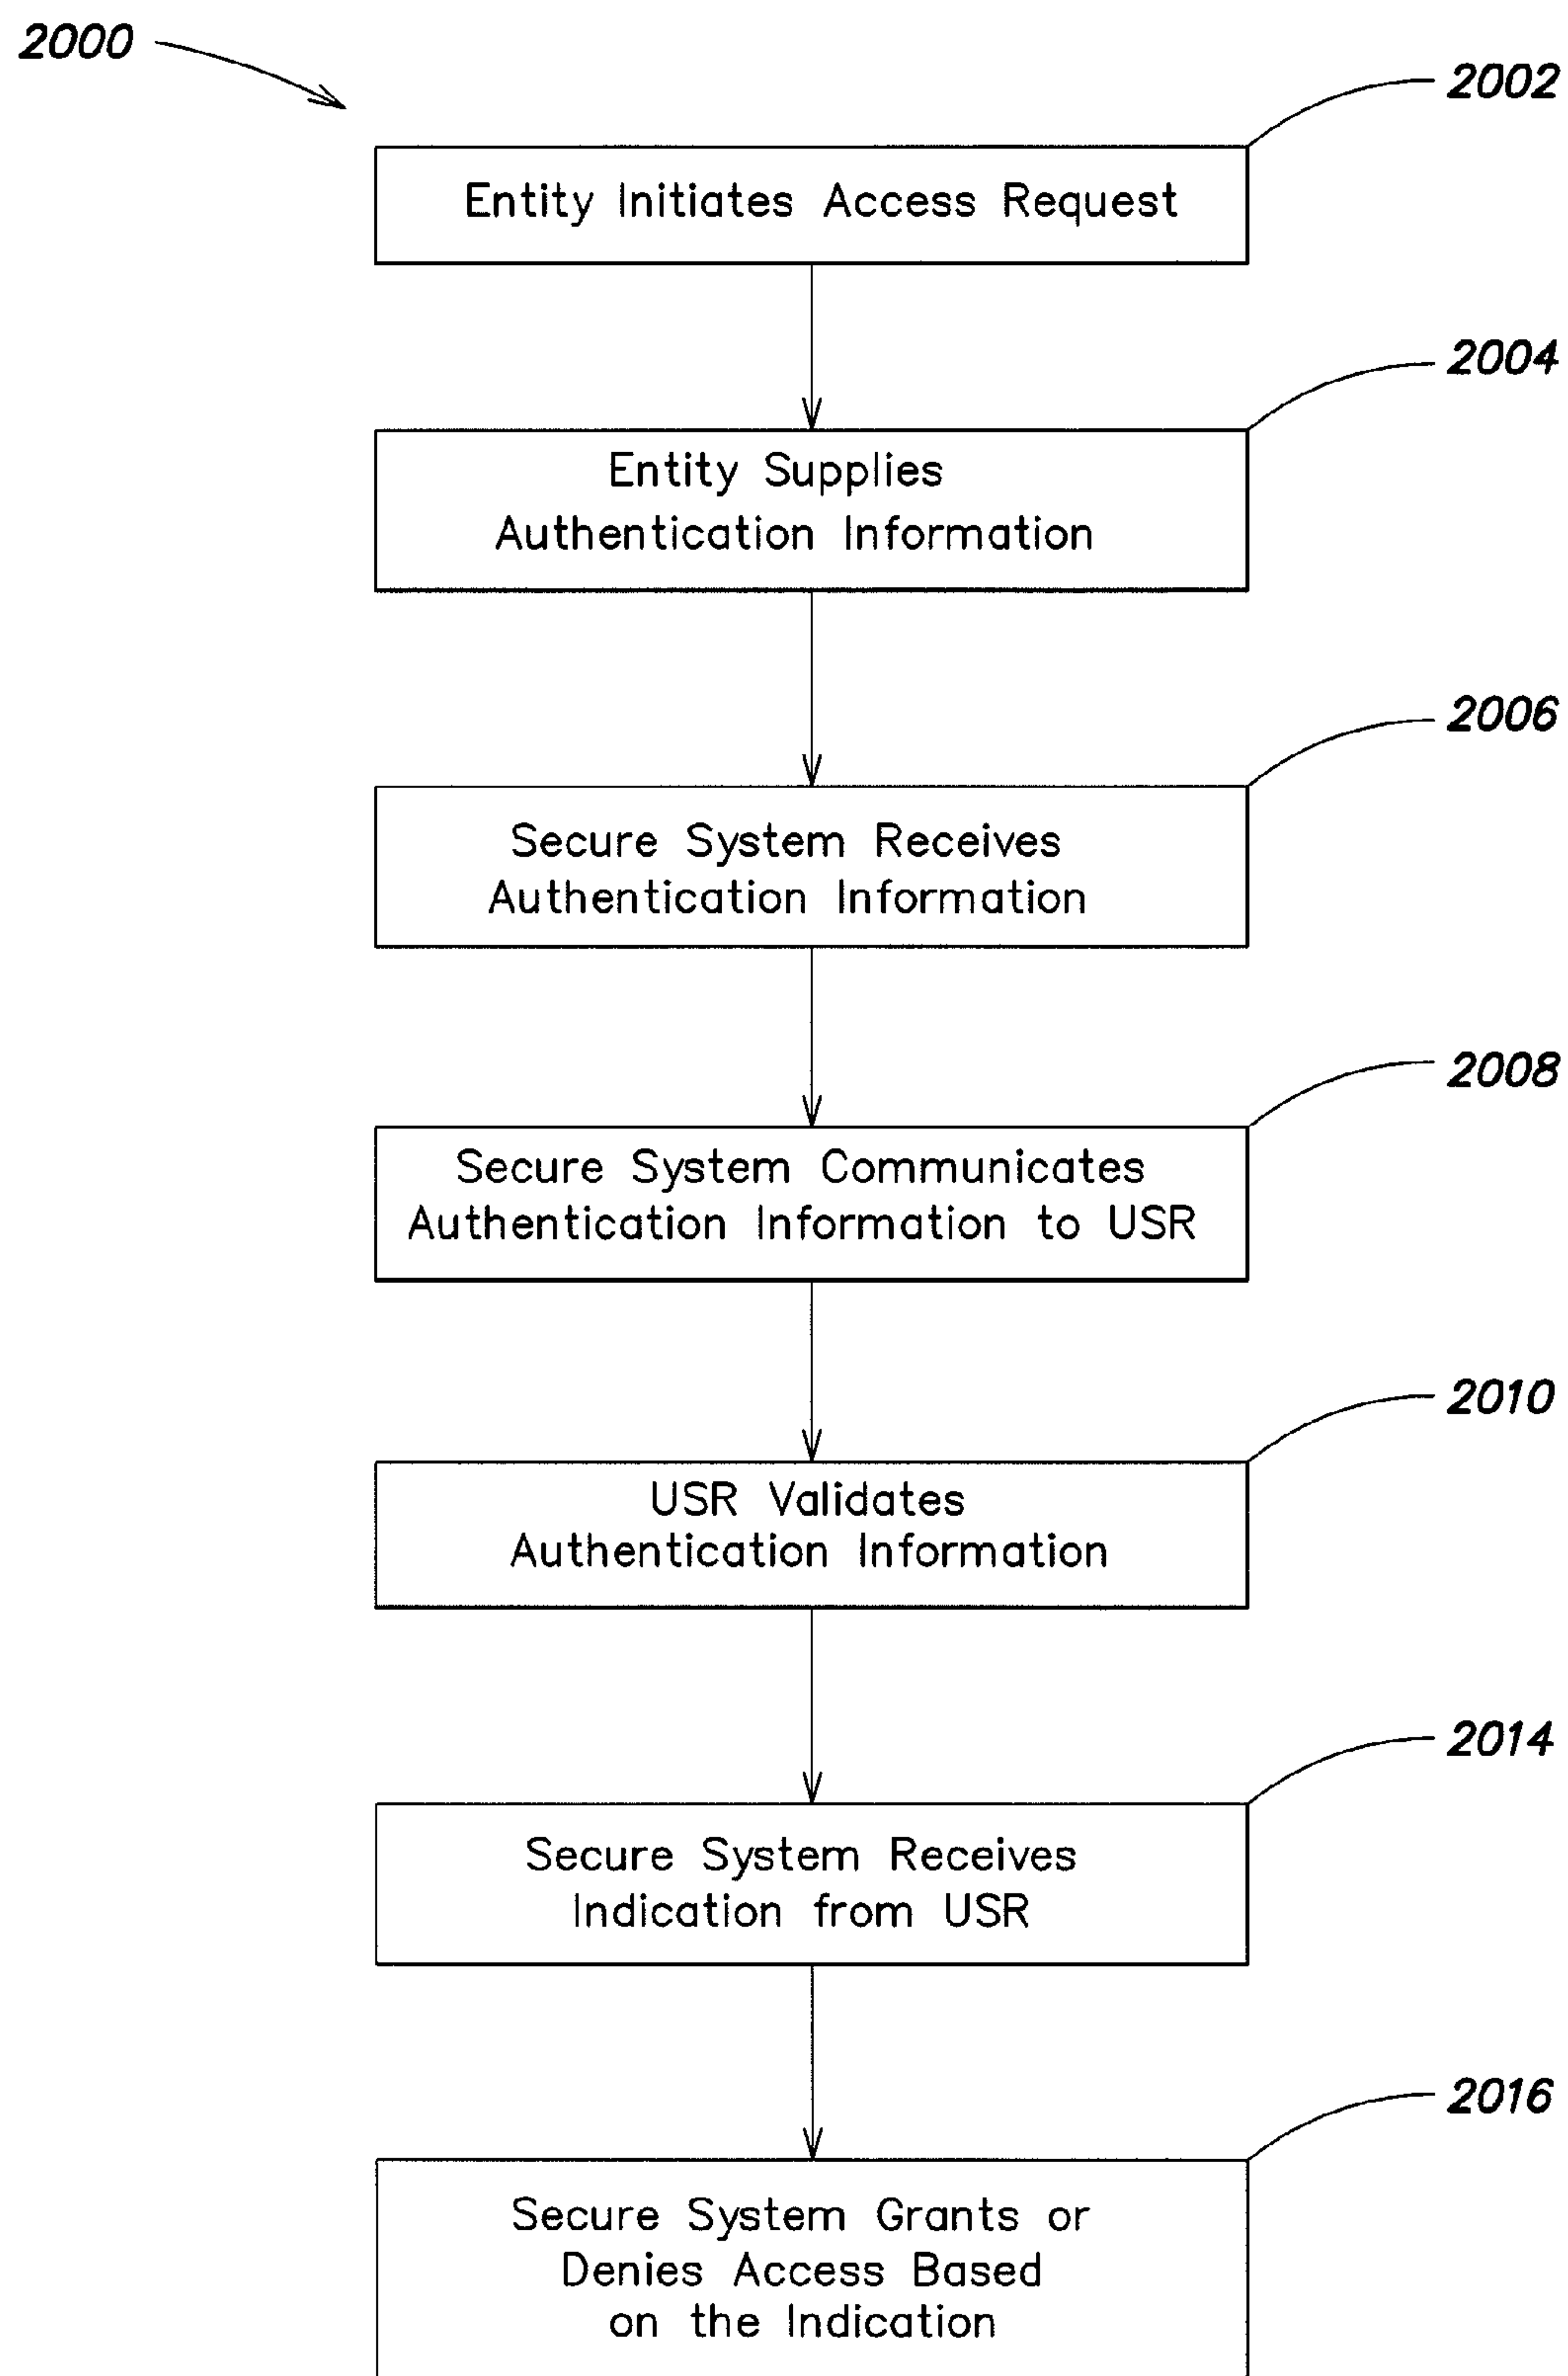 2000
2002
Entity Initiates Access Request
2004
Entity Supplies
Authentication Information
2006
Secure System Receives
Authentication Information
2008
Secure System Communicates
Authentication Information to USR
2010
USR Validates
Authentication Information
2014
Secure System Receives
Indication from USR
2016
Secure System Grants or
Denies Access Based
on the Indication